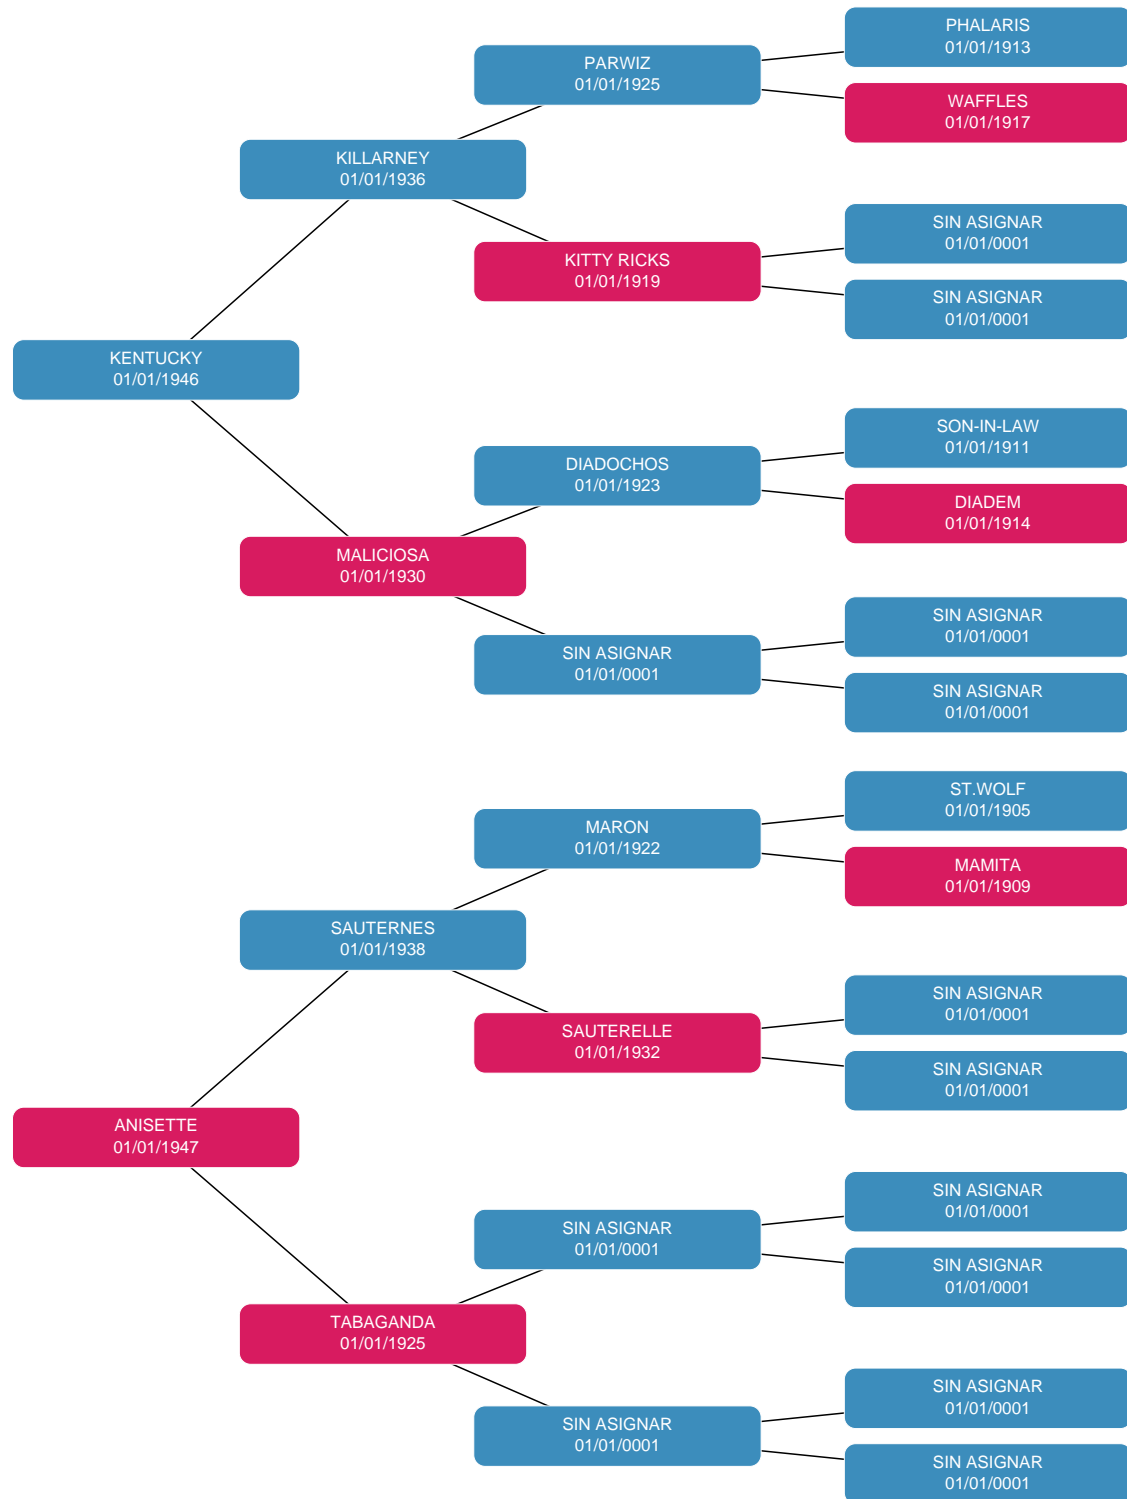 PHALARIS
01/01/1913
PARWIZ
01/01/1925
WAFFLES
01/01/1917
KILLARNEY
01/01/1936
SIN ASIGNAR
01/01/0001
KITTY RICKS
01/01/1919
SIN ASIGNAR
01/01/0001
KENTUCKY
01/01/1946
SON-IN-LAW
01/01/1911
DIADOCHOS
01/01/1923
DIADEM
01/01/1914
MALICIOSA
01/01/1930
SIN ASIGNAR
01/01/0001
SIN ASIGNAR
01/01/0001
SIN ASIGNAR
01/01/0001
ST.WOLF
01/01/1905
MARON
01/01/1922
MAMITA
01/01/1909
SAUTERNES
01/01/1938
SIN ASIGNAR
01/01/0001
SAUTERELLE
01/01/1932
SIN ASIGNAR
01/01/0001
ANISETTE
01/01/1947
SIN ASIGNAR
01/01/0001
SIN ASIGNAR
01/01/0001
SIN ASIGNAR
01/01/0001
TABAGANDA
01/01/1925
SIN ASIGNAR
01/01/0001
SIN ASIGNAR
01/01/0001
SIN ASIGNAR
01/01/0001